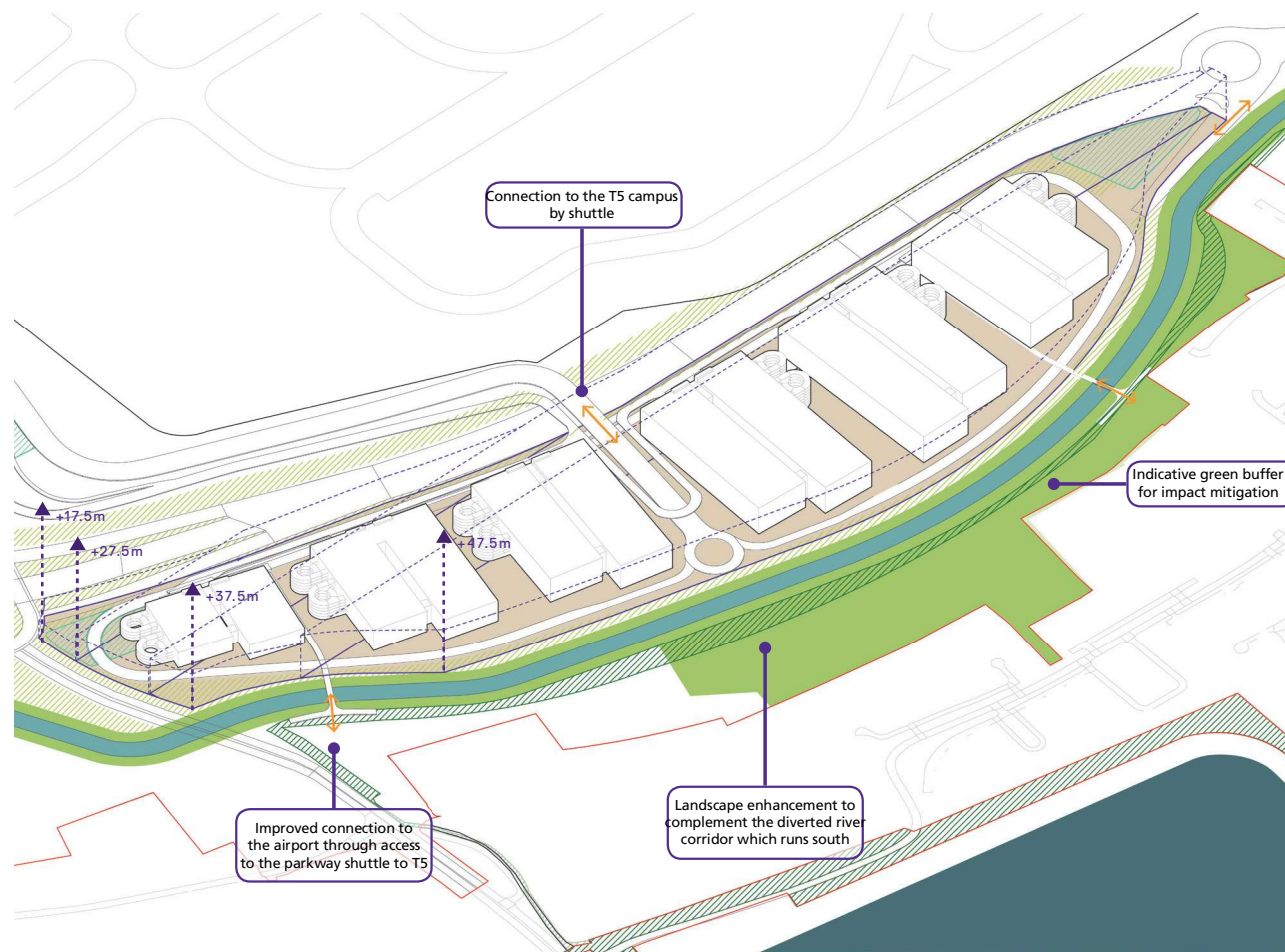 Connection to the T5 campus
by shuttle
Indicative green buffer
for impact mitigation
+17.5m
+27.5m
+47.5m
+37.5m
Landscape enhancement to
complement the diverted river
corridor which runs south
Improved connection to
the airport through access
to the parkway shuttle to T5